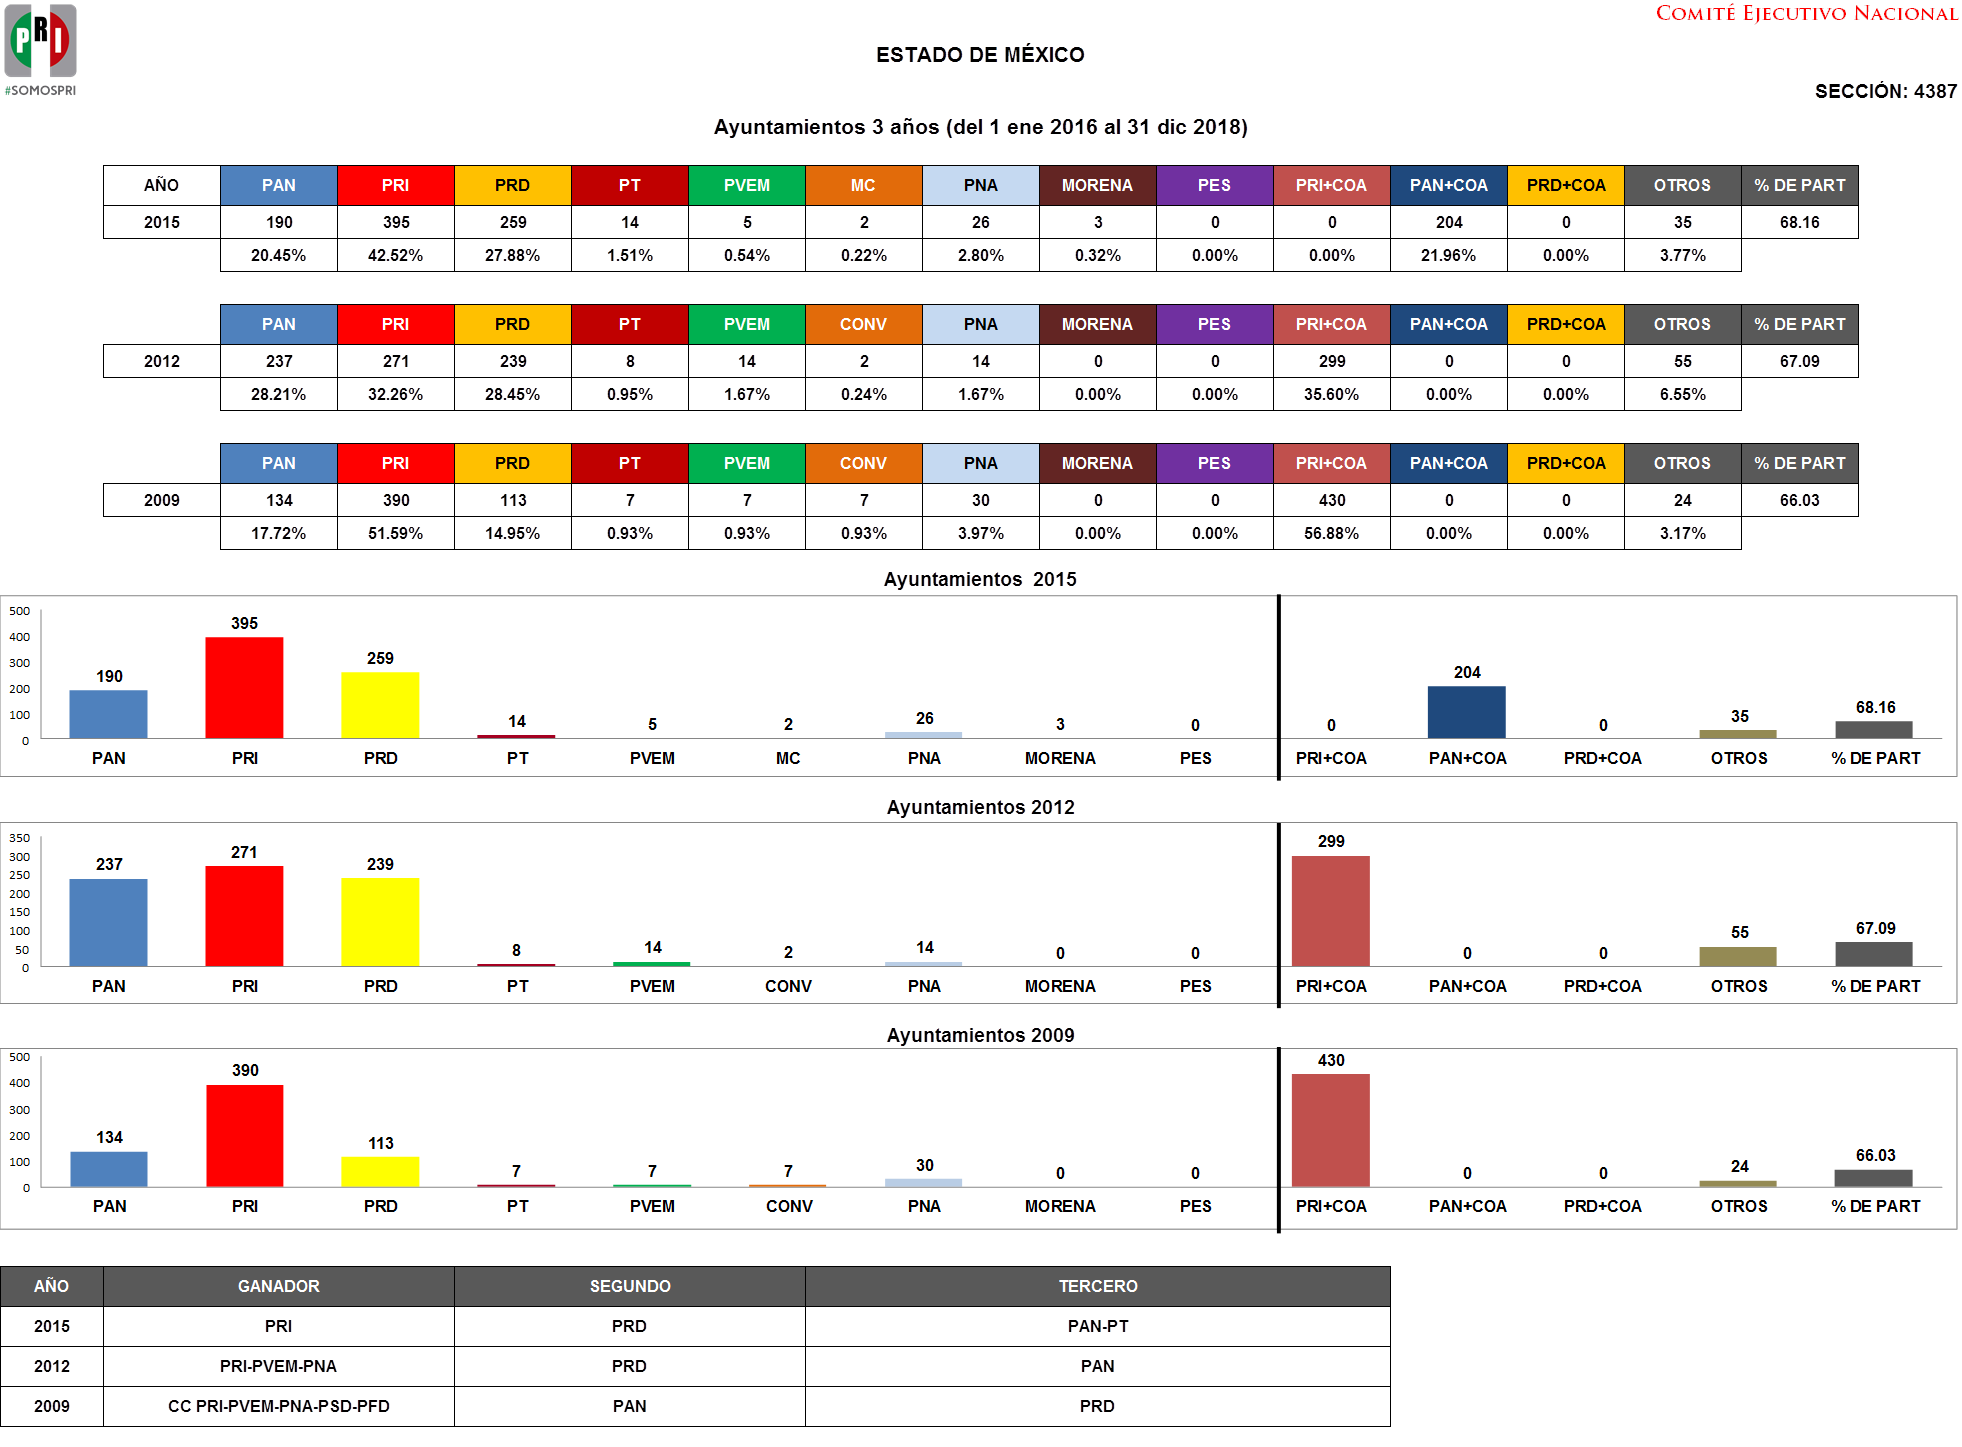 PRI
#SOMOSPRI
COMITÉ EJECUTIVO NACIONAL
ESTADO DE MÉXICO
SECCIÓN: 4387
Ayuntamientos 3 años (del 1 ene 2016 al 31 dic 2018)
AÑO PAN PRI PRD PT PVEM MC PNA MORENA PES PRI+COA PAN+COA PRD+COA OTROS % DE PART
2015 190 395 259 14 5 2 26 3 0 0 204 0 35 68.16
20.45% 42.52% 27.88% 1.51% 0.54% 0.22% 2.80% 0.32% 0.00% 0.00% 21.96% 0.00% 3.77%
PAN PRI PRD PT PVEM CONV PNA MORENA PES PRI+COA PAN+COA PRD+COA OTROS % DE PART
2012 237 271 239 8 14 2 14 0 0 299 0 0 55 67.09
28.21% 32.26% 28.45% 0.95% 1.67% 0.24% 1.67% 0.00% 0.00% 35.60% 0.00% 0.00% 6.55%
PAN PRI PRD PT PVEM CONV PNA MORENA PES PRI+COA PAN+COA PRD+COA OTROS % DE PART
2009 134 390 113 7 7 7 30 0 0 430 0 0 24 66.03
17.72% 51.59% 14.95% 0.93% 0.93% 0.93% 3.97% 0.00% 0.00% 56.88% 0.00% 0.00% 3.17%
Ayuntamientos 2015
500
400
300
200
100
0
190 395 259 14 5 2 26 3 0 0 204 0 35 68.16
PAN PRI PRD PT PVEM MC PNA MORENA PES PRI+COA PAN+COA PRD+COA OTROS % DE PART
Ayuntamientos 2012
350
300
250
200
150
100
50
0
237 271 239 8 14 2 14 0 0 299 0 0 55 67.09
PAN PRI PRD PT PVEM CONV PNA MORENA PES PRI+COA PAN+COA PRD+COA OTROS % DE PART
Ayuntamientos 2009
500
400
300
200
100
0
134 390 113 7 7 7 30 0 0 430 0 0 24 66.03
PAN PRI PRD PT PVEM CONV PNA MORENA PES PRI+COA PAN+COA PRD+COA OTROS % DE PART
AÑO GANADOR SEGUNDO TERCERO
2015 PRI PRD PAN-PT
2012 PRI-PVEM-PNA PRD PAN
2009 CC PRI-PVEM-PNA-PSD-PFD PAN PRD